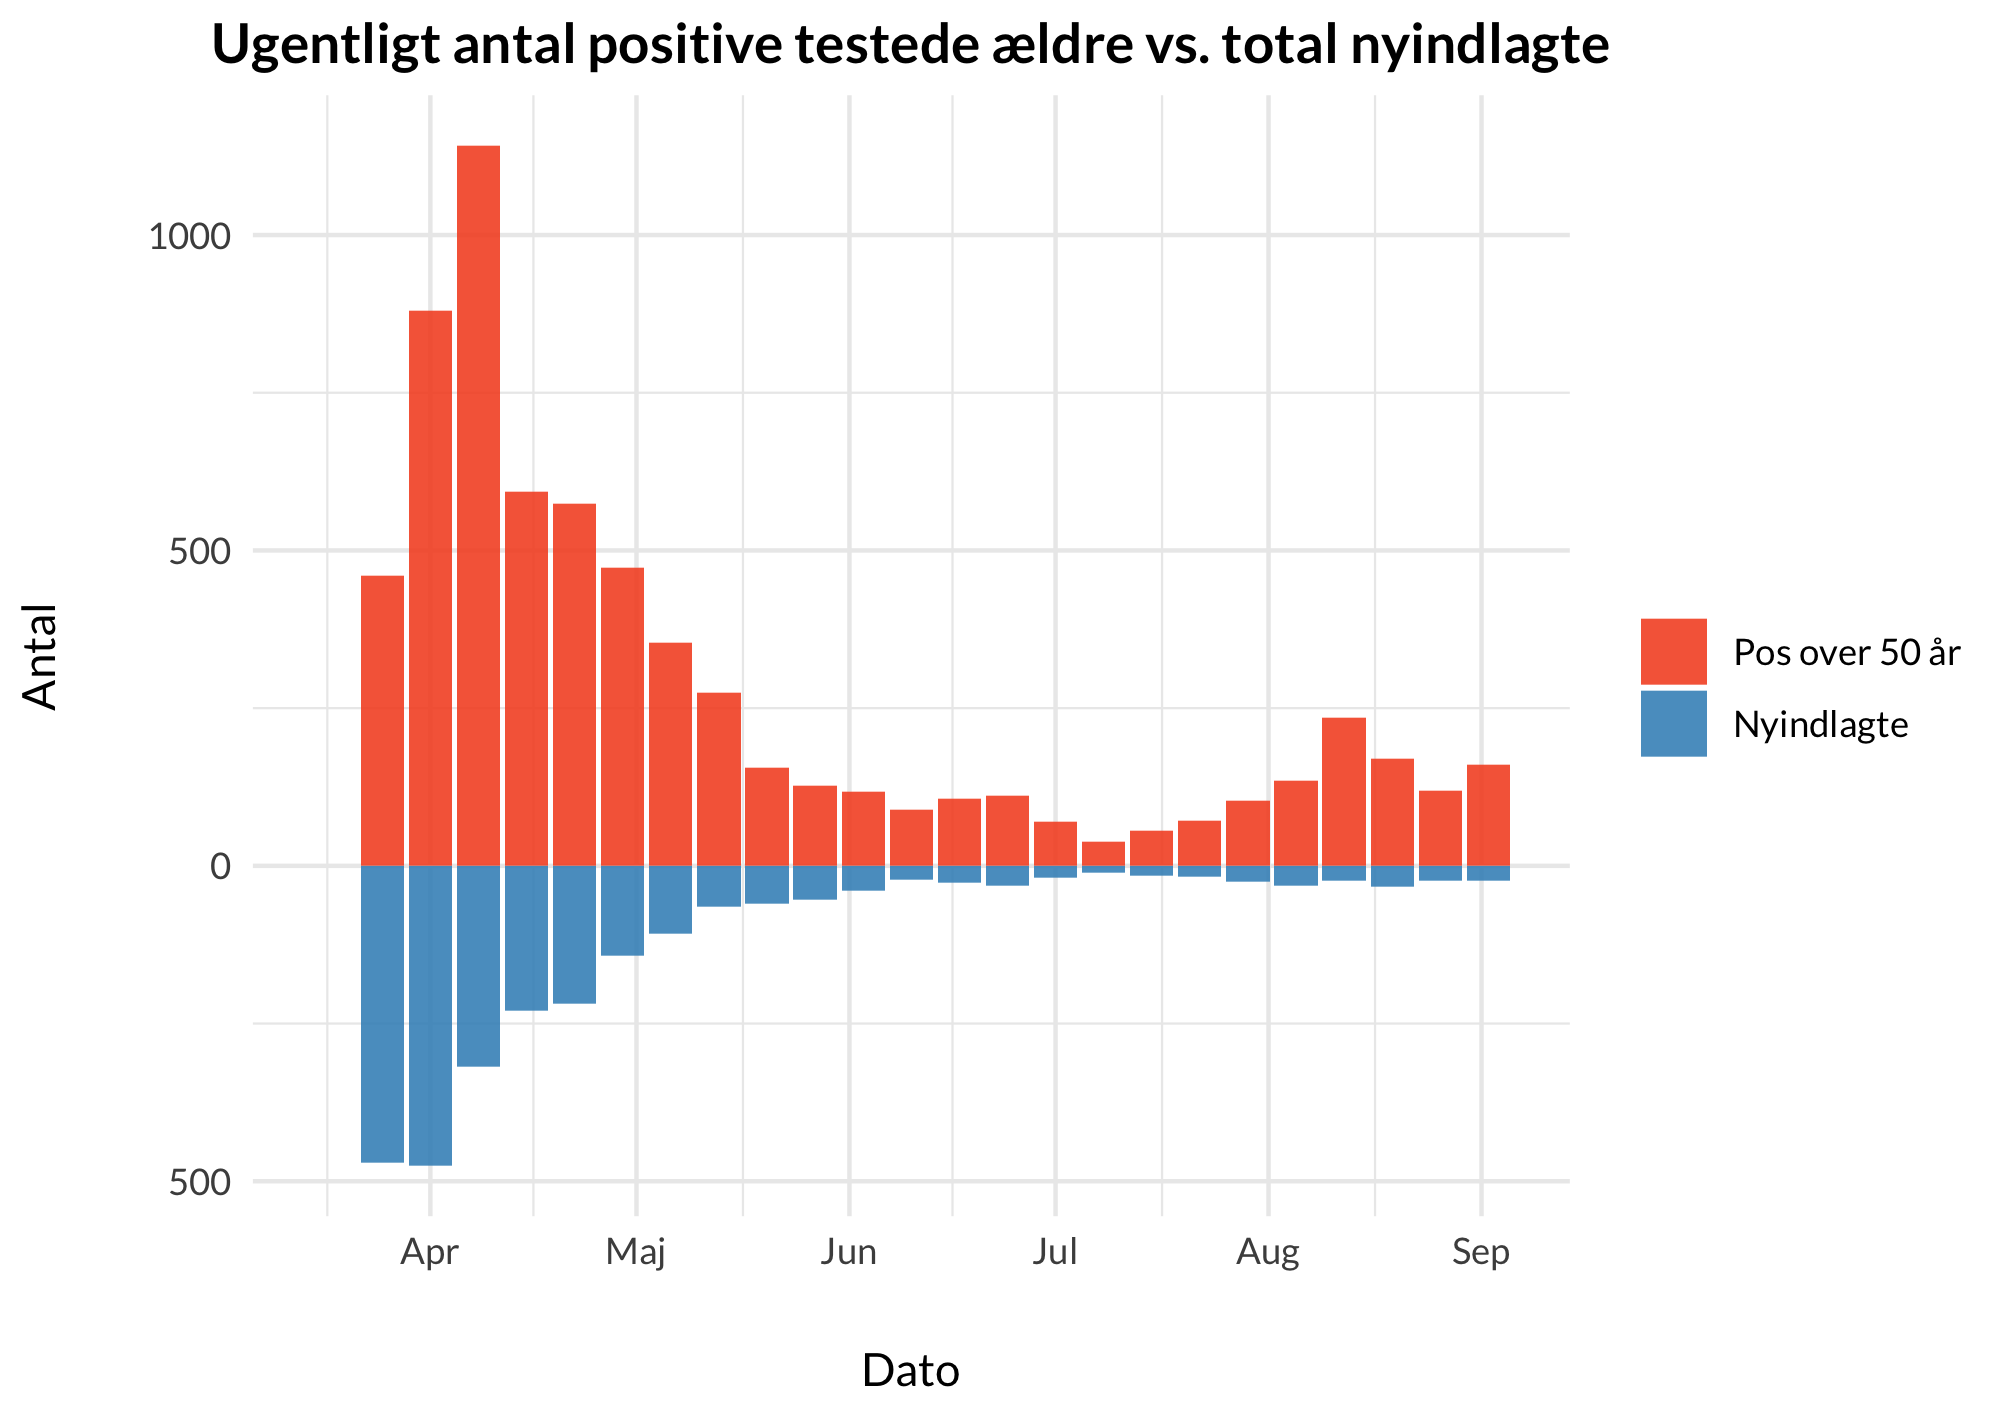 Ugentligt antal positive testede ældre vs. total nyindlagte
Antal
1000
500
0
500
Apr Maj Jun Jul Aug Sep
Dato
Pos over 50 år
Nyindlagte